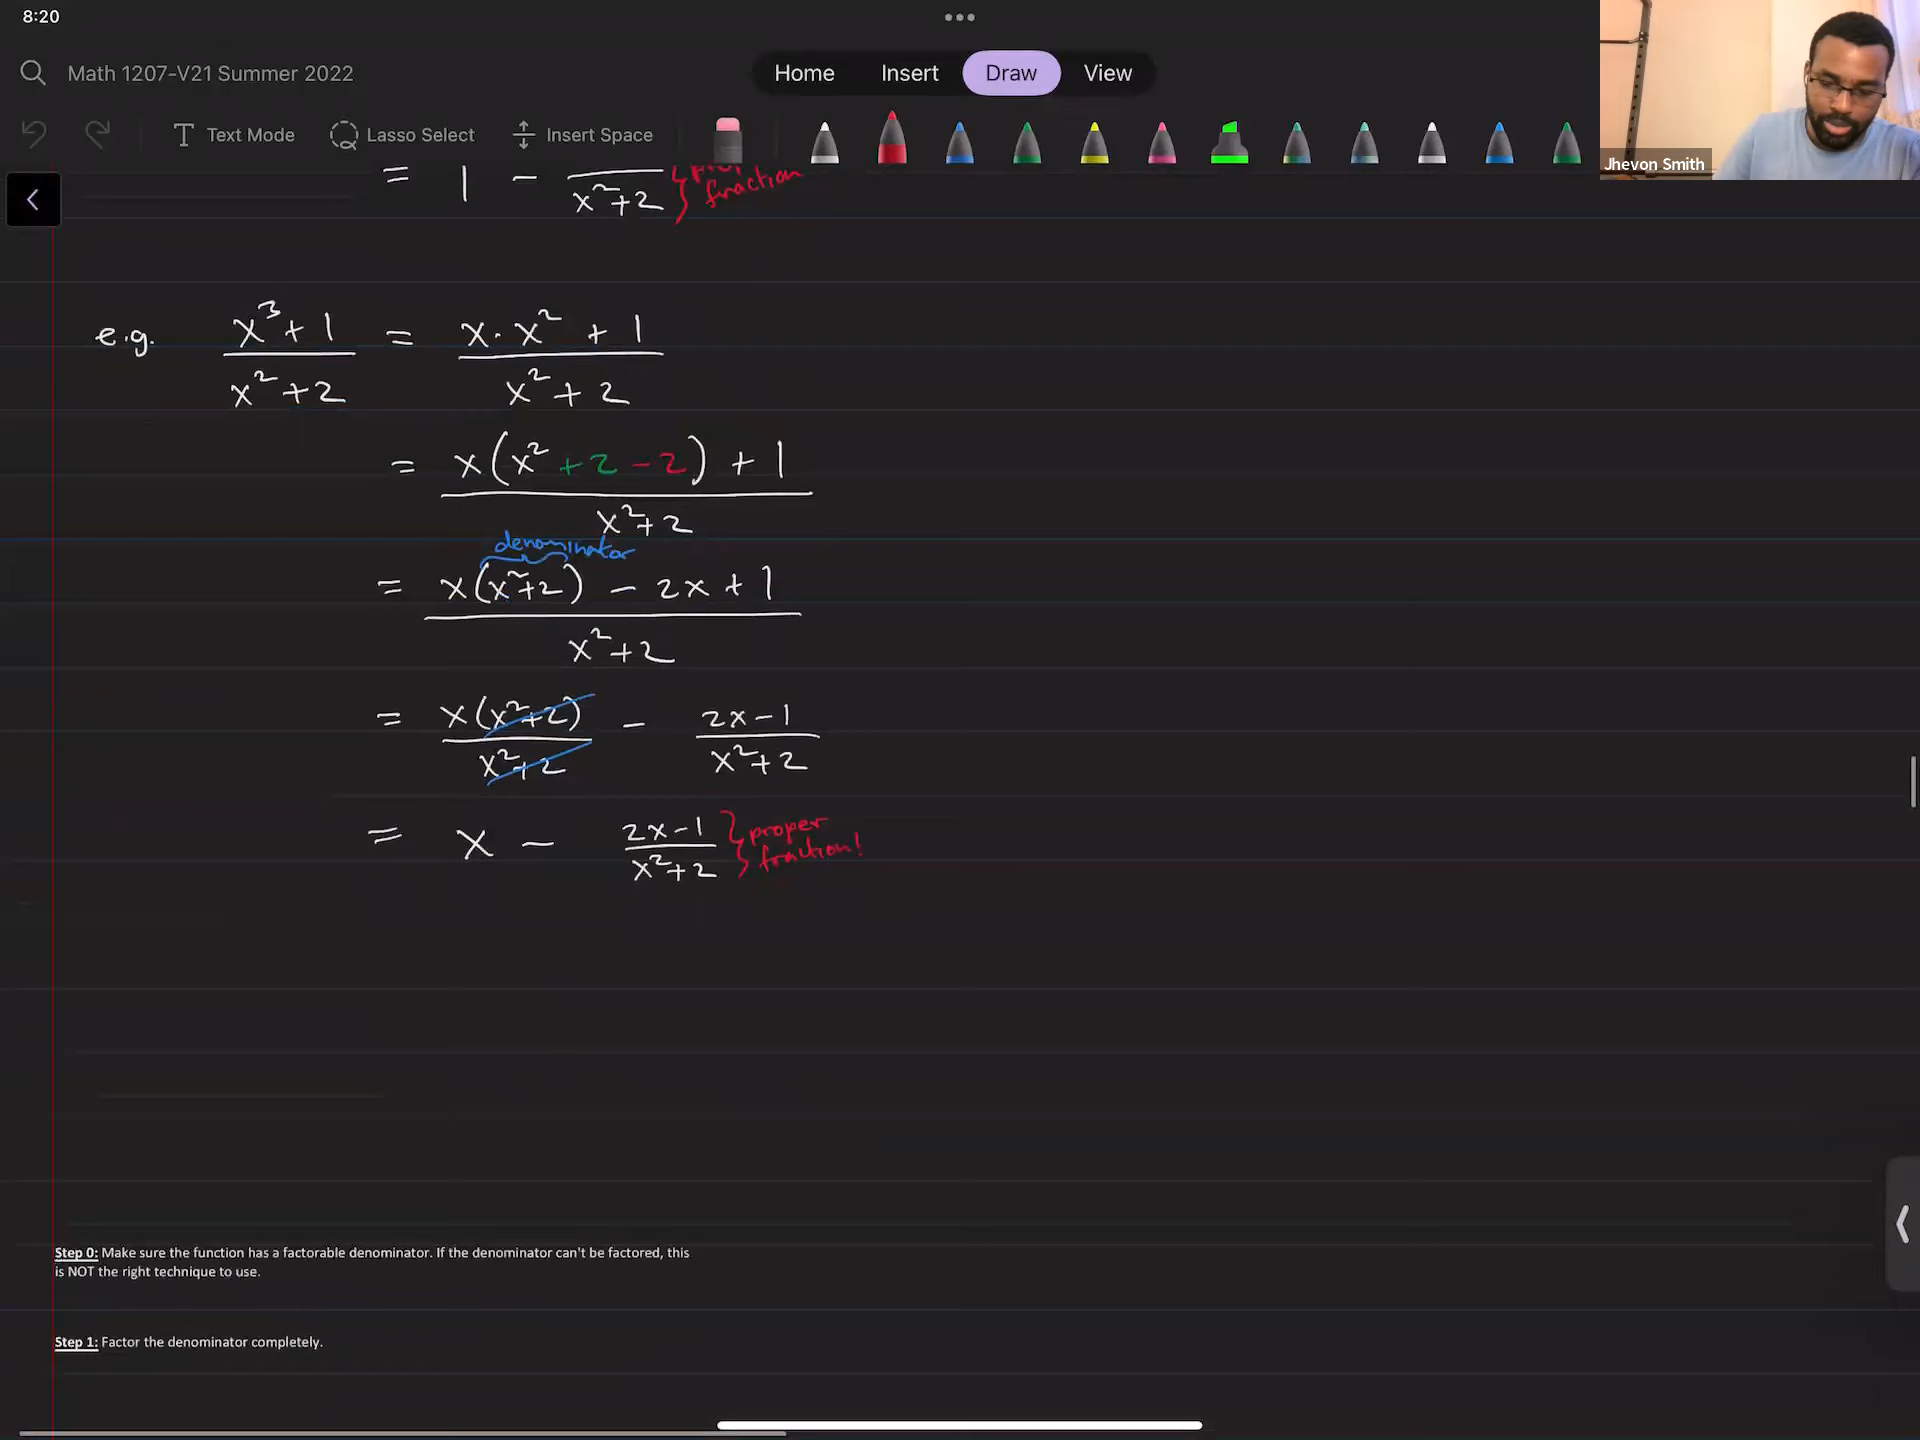 8:20
Math 1207-V21 Summer 2022
Home Insert Draw View
Text Mode Lasso Select Insert Space
Jhevon Smith
= 1 - /(x²+2) } fraction
e.g. (x³+1)/(x²+2) = (x·x² + 1)/(x²+2)
= (x(x² +2 -2) + 1)/(x²+2)
denominator
= (x(x²+2) - 2x + 1)/(x²+2)
= x(x²+2)/(x²+2) - (2x-1)/(x²+2)
= x - (2x-1)/(x²+2) } proper
fraction!
Step 0: Make sure the function has a factorable denominator. If the denominator can't be factored, this
is NOT the right technique to use.
Step 1: Factor the denominator completely.